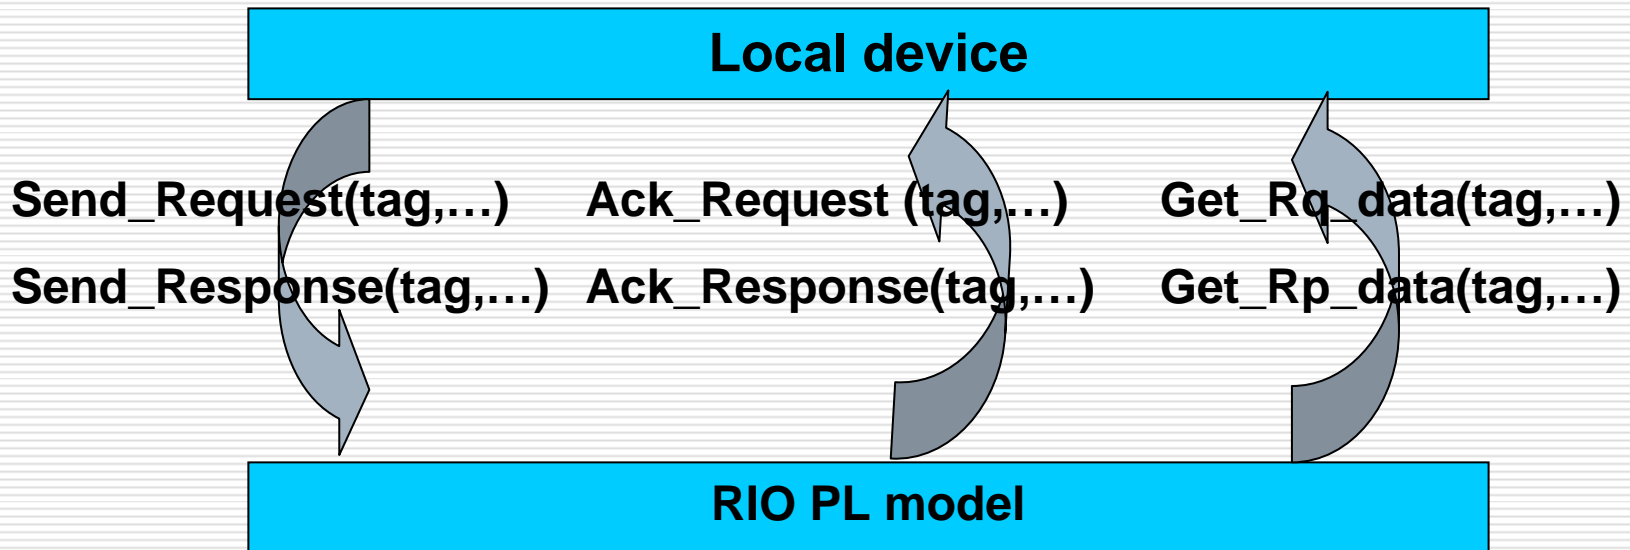 Local device
Send_Request(tag,…) Ack_Request (tag,…) Get_Rq_data(tag,…)
Send_Response(tag,…) Ack_Response(tag,…) Get_Rp_data(tag,…)
RIO PL model